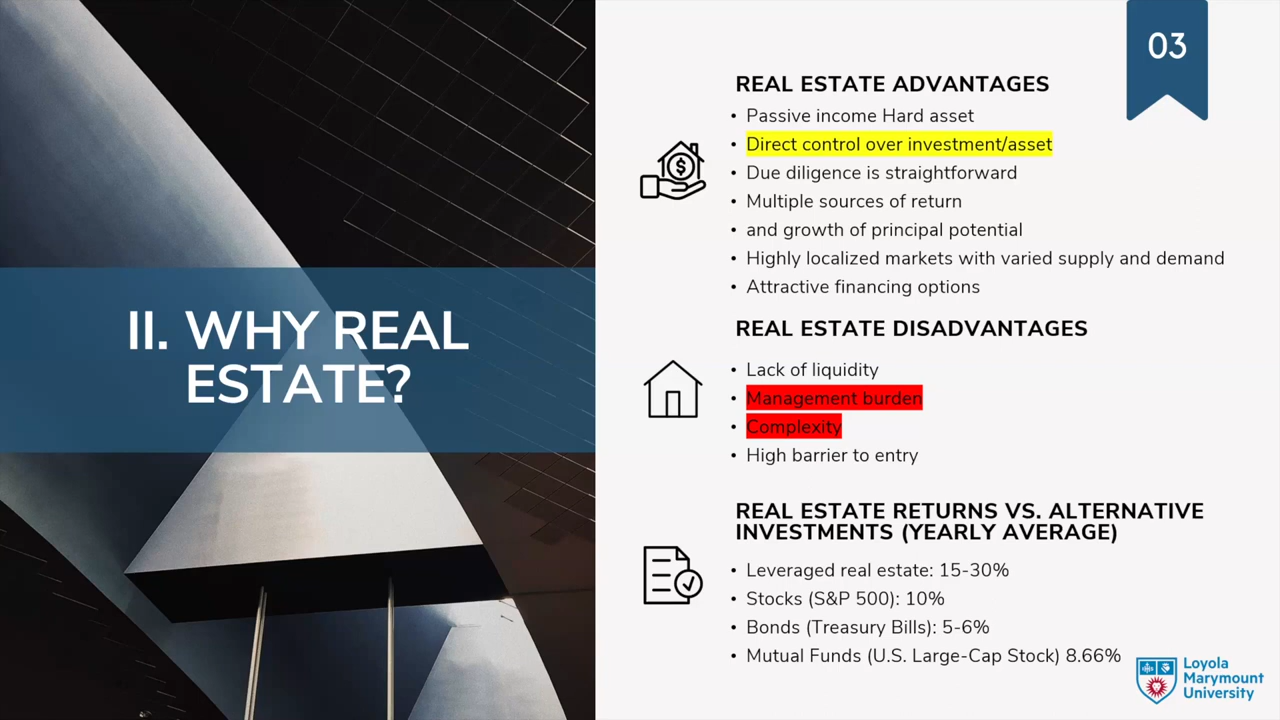 03
II. WHY REAL
ESTATE?
REAL ESTATE ADVANTAGES
• Passive income Hard asset
• Direct control over investment/asset
• Due diligence is straightforward
• Multiple sources of return
• and growth of principal potential
• Highly localized markets with varied supply and demand
• Attractive financing options
REAL ESTATE DISADVANTAGES
• Lack of liquidity
• Management burden
• Complexity
• High barrier to entry
REAL ESTATE RETURNS VS. ALTERNATIVE
INVESTMENTS (YEARLY AVERAGE)
• Leveraged real estate: 15-30%
• Stocks (S&P 500): 10%
• Bonds (Treasury Bills): 5-6%
• Mutual Funds (U.S. Large-Cap Stock) 8.66%
Loyola
Marymount
University